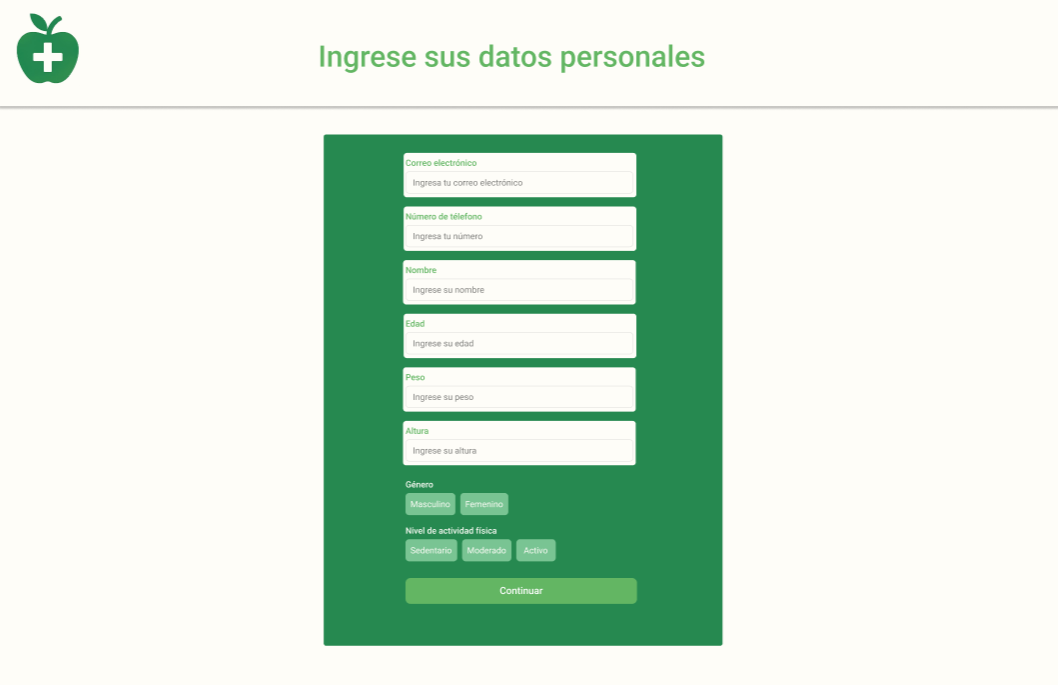 Ingrese sus datos personales
Correo electrónico
Ingresa tu correo electrónico
Número de télefono
Ingresa tu número
Nombre
Ingrese su nombre
Edad
Ingrese su edad
Peso
Ingrese su peso
Altura
Ingrese su altura
Género
Masculino Femenino
Nivel de actividad física
Sedentario Moderado Activo
Continuar